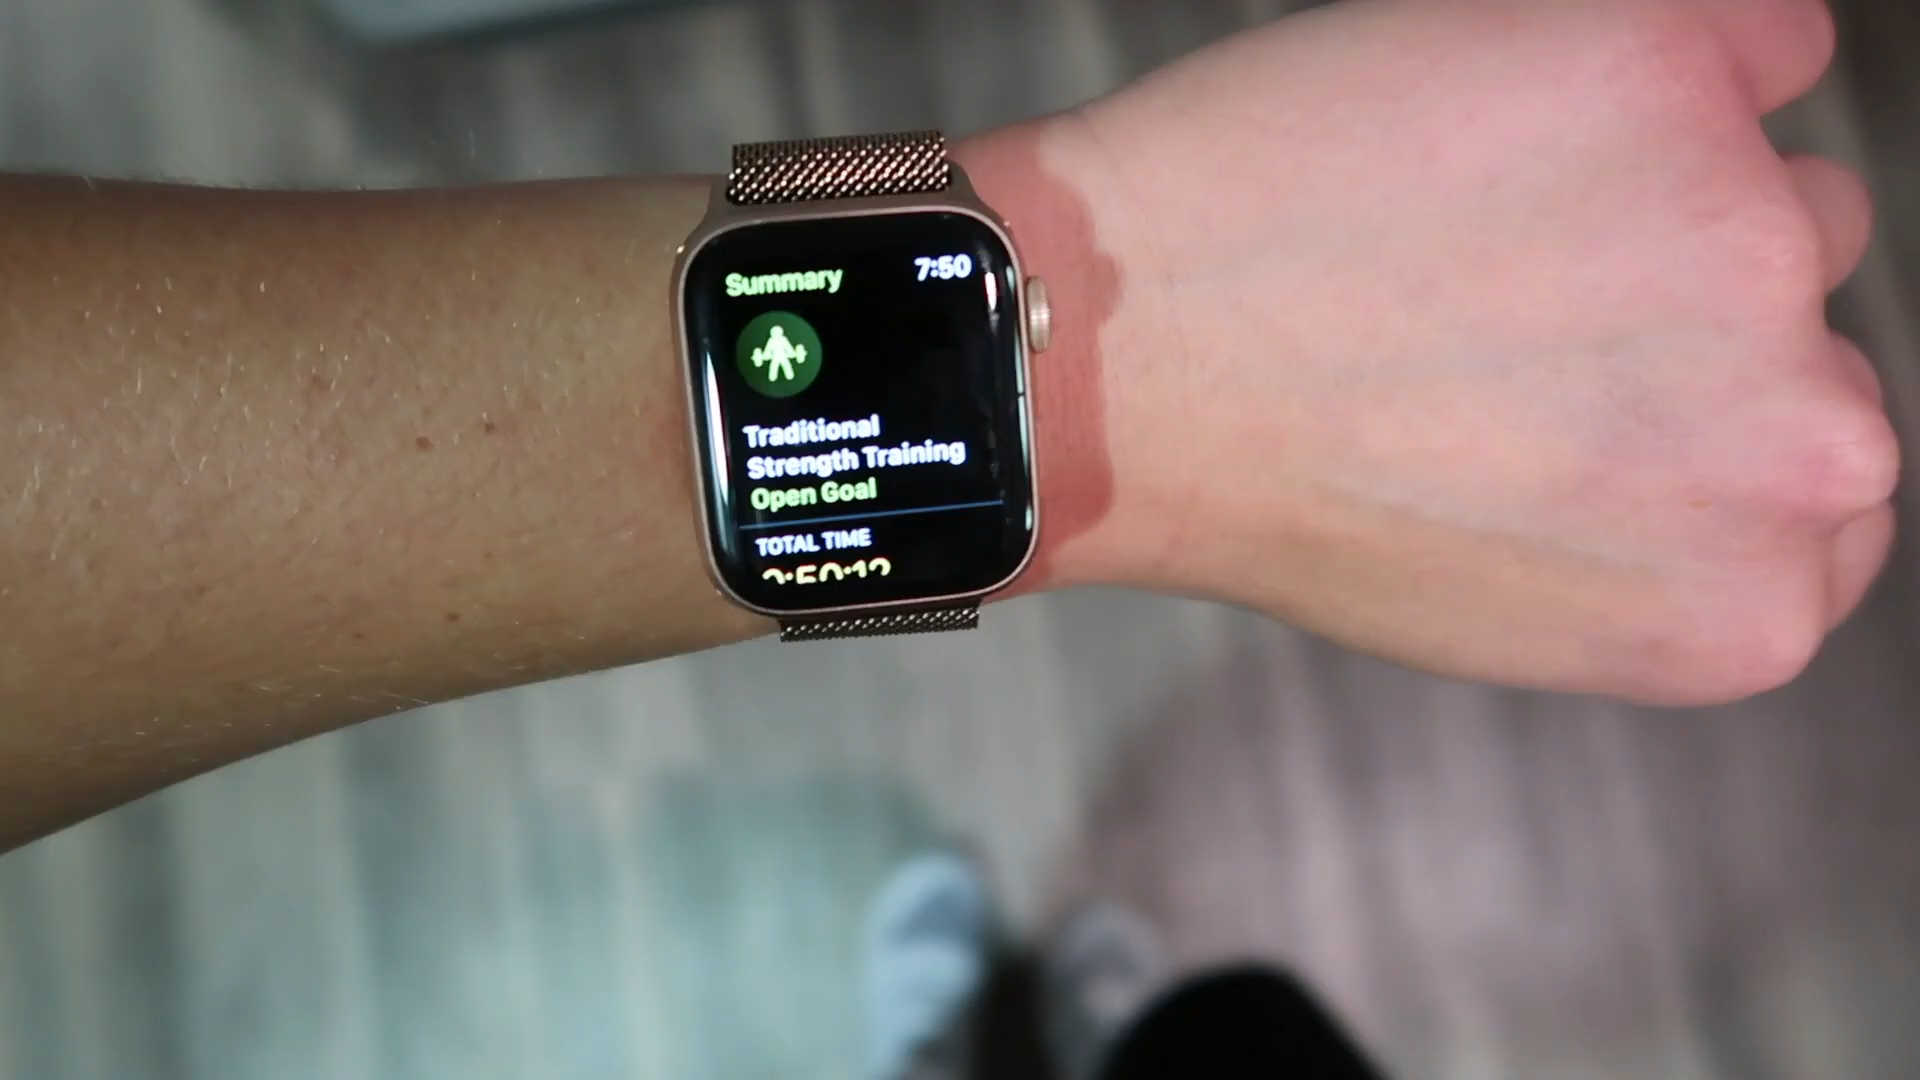 Summary
7:50
Traditional
Strength Training
Open Goal
TOTAL TIME